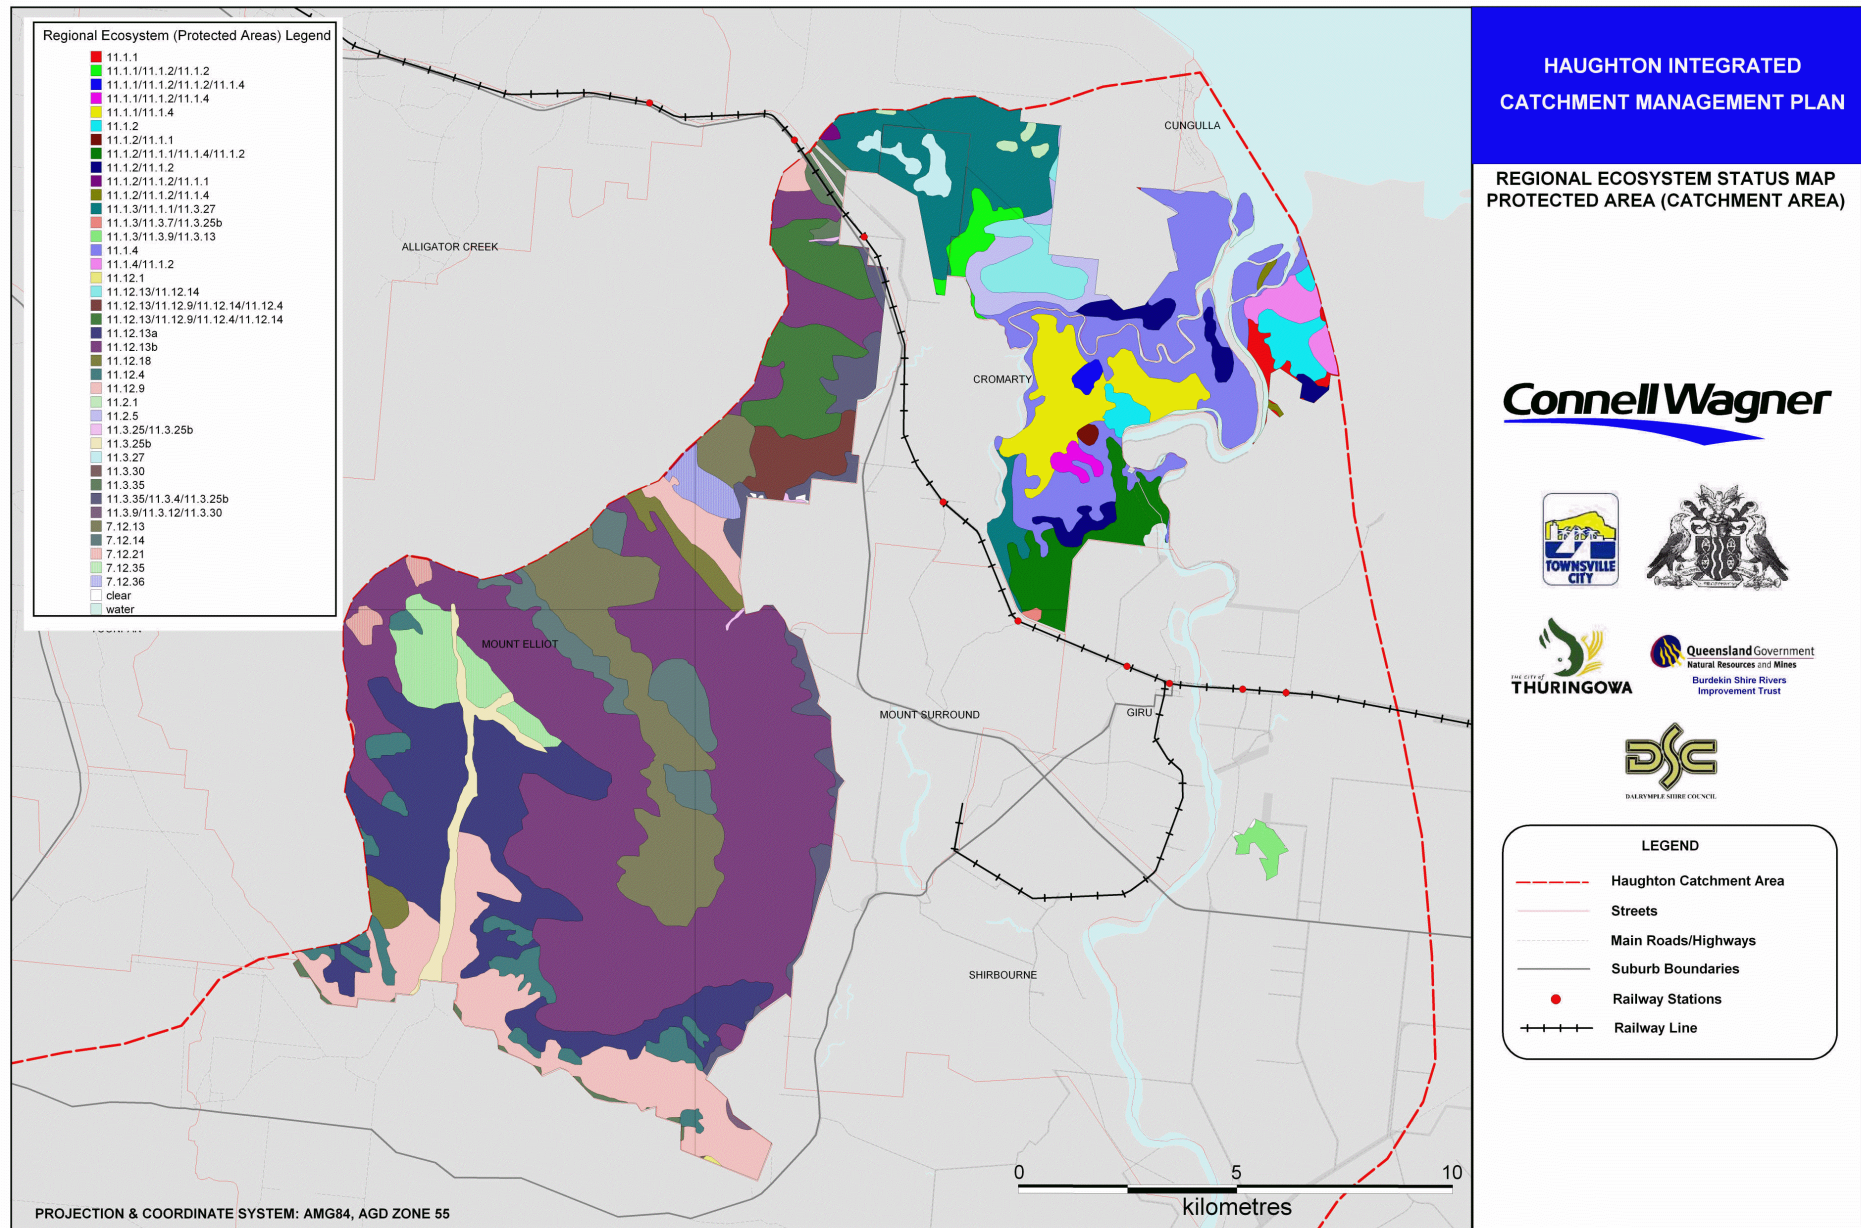 Regional Ecosystem (Protected Areas) Legend
11.1.1
11.1.1/11.1.2/11.1.2
11.1.1/11.1.2/11.1.2/11.1.4
11.1.1/11.1.2/11.1.4
11.1.1/11.1.4
11.1.2
11.1.2/11.1.1
11.1.2/11.1.1/11.1.4/11.1.2
11.1.2/11.1.2
11.1.2/11.1.2/11.1.1
11.1.2/11.1.2/11.1.4
11.1.3/11.1.1/11.3.27
11.1.3/11.3.7/11.3.25b
11.1.3/11.3.9/11.3.13
11.1.4
11.1.4/11.1.2
11.12.1
11.12.13/11.12.14
11.12.13/11.12.9/11.12.14/11.12.4
11.12.13/11.12.9/11.12.4/11.12.14
11.12.13a
11.12.13b
11.12.18
11.12.4
11.12.9
11.2.1
11.2.5
11.3.25/11.3.25b
11.3.25b
11.3.27
11.3.30
11.3.35
11.3.35/11.3.4/11.3.25b
11.3.9/11.3.12/11.3.30
7.12.13
7.12.14
7.12.21
7.12.35
7.12.36
clear
water
CUNGULLA
ALLIGATOR CREEK
CROMARTY
MOUNT ELLIOT
MOUNT SURROUND
GIRU
SHIRBOURNE
0 5 10
kilometres
PROJECTION & COORDINATE SYSTEM: AMG84, AGD ZONE 55
HAUGHTON INTEGRATED
CATCHMENT MANAGEMENT PLAN
REGIONAL ECOSYSTEM STATUS MAP
PROTECTED AREA (CATCHMENT AREA)
Connell Wagner
TOWNSVILLE
CITY
THE CITY of
THURINGOWA
Queensland Government
Natural Resources and Mines
Burdekin Shire Rivers
Improvement Trust
DSC
DALRYMPLE SHIRE COUNCIL
LEGEND
Haughton Catchment Area
Streets
Main Roads/Highways
Suburb Boundaries
Railway Stations
Railway Line